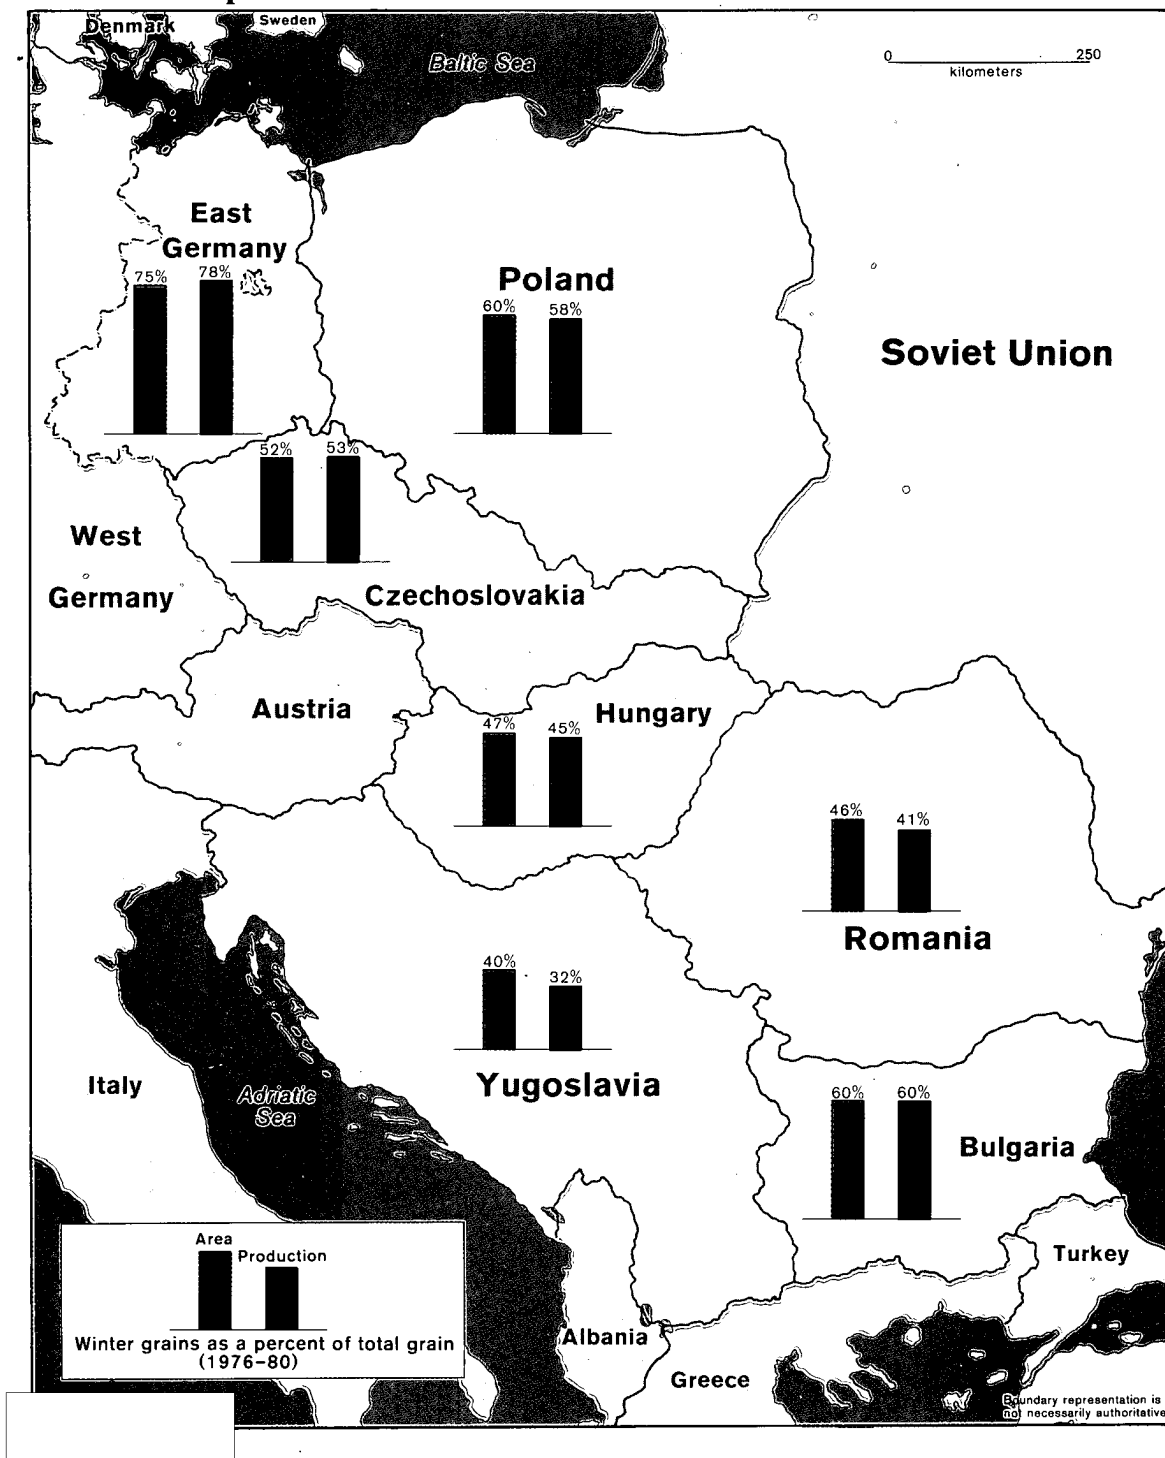 Denmark
Sweden
Baltic Sea
0 250
kilometers
East
Germany
75% 78%
Poland
60% 58%
Soviet Union
52% 53%
West
Germany
Czechoslovakia
Austria
Hungary
47% 45%
46% 41%
Romania
40% 32%
Yugoslavia
Italy
Adriatic
Sea
60% 60%
Bulgaria
Turkey
Area
Production
Winter grains as a percent of total grain
(1976-80)
Albania
Greece
Boundary representation is
not necessarily authoritative